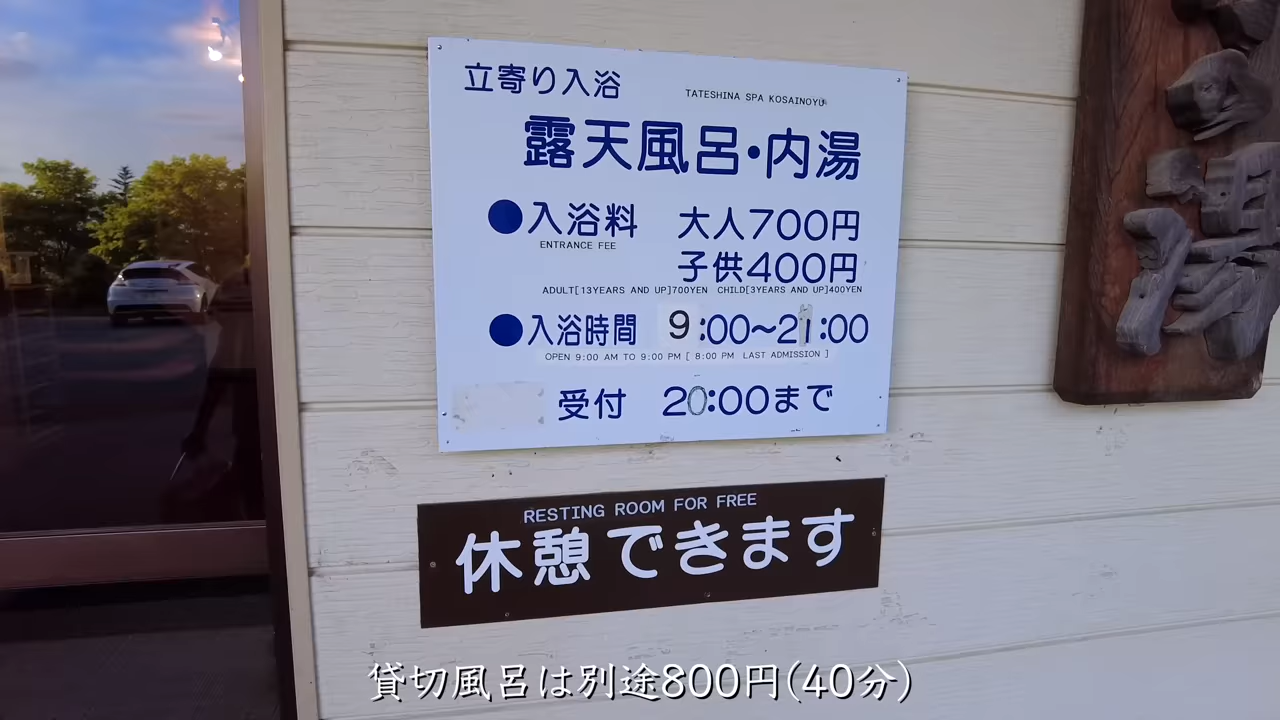 立寄り入浴
TATESHINA SPA KOSAINOYU
露天風呂・内湯
●入浴料 大人700円
ENTRANCE FEE
子供400円
ADULT[13YEARS AND UP]700YEN CHILD[3YEARS AND UP]400YEN
●入浴時間 9:00～21:00
OPEN 9:00 AM TO 9:00 PM [ 8:00 PM LAST ADMISSION ]
受付 20:00まで
RESTING ROOM FOR FREE
休憩できます
貸切風呂は別途800円(40分)